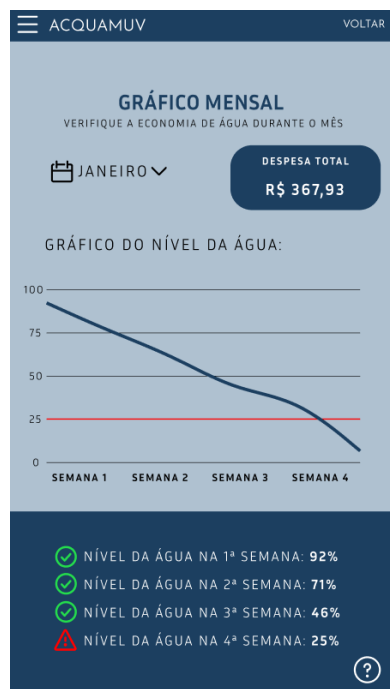 ACQUAMUV
VOLTAR
GRÁFICO MENSAL
VERIFIQUE A ECONOMIA DE ÁGUA DURANTE O MÊS
JANEIRO
DESPESA TOTAL
R$ 367,93
GRÁFICO DO NÍVEL DA ÁGUA:
100
75
50
25
0
SEMANA 1 SEMANA 2 SEMANA 3 SEMANA 4
NÍVEL DA ÁGUA NA 1ª SEMANA: 92%
NÍVEL DA ÁGUA NA 2ª SEMANA: 71%
NÍVEL DA ÁGUA NA 3ª SEMANA: 46%
NÍVEL DA ÁGUA NA 4ª SEMANA: 25%
?